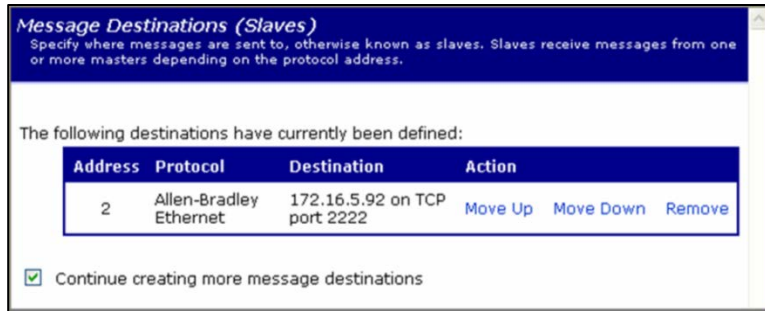 Message Destinations (Slaves)
Specify where messages are sent to, otherwise known as slaves. Slaves receive messages from one
or more masters depending on the protocol address.
The following destinations have currently been defined:
Address Protocol Destination Action
2 Allen-Bradley Ethernet 172.16.5.92 on TCP port 2222 Move Up Move Down Remove
Continue creating more message destinations